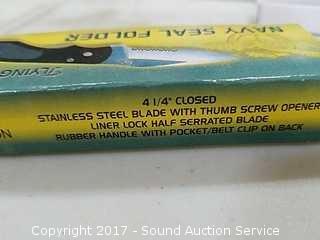 NAVY SEAL FOLDER
4 1/4" CLOSED
STAINLESS STEEL BLADE WITH THUMB SCREW OPENER
LINER LOCK HALF SERRATED BLADE
RUBBER HANDLE WITH POCKET/BELT CLIP ON BACK
Copyright 2017 - Sound Auction Service